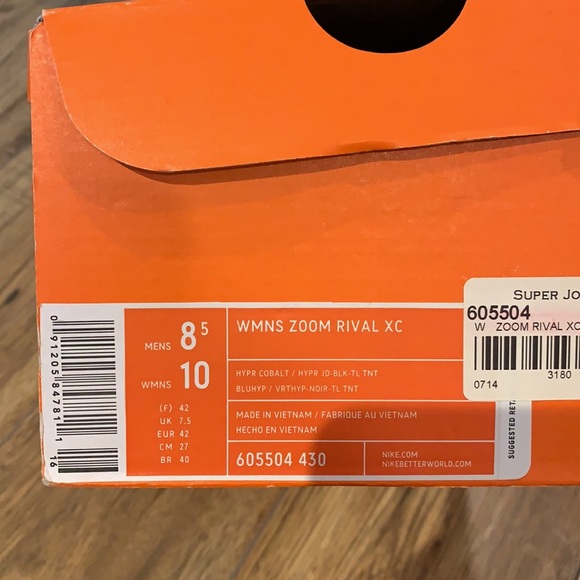 SUPER JO
605504
W ZOOM RIVAL XC
0714 3180
MENS 8 5
WMNS 10
(F) 42
UK 7.5
EUR 42
CM 27
BR 40
WMNS ZOOM RIVAL XC
HYPR COBALT / HYPR JD-BLK-TL TNT
BLUHYP / VRTHYP-NOIR-TL TNT
MADE IN VIETNAM / FABRIQUE AU VIETNAM
HECHO EN VIETNAM
605504 430
NIKE.COM
NIKEBETTERWORLD.COM
SUGGESTED RET